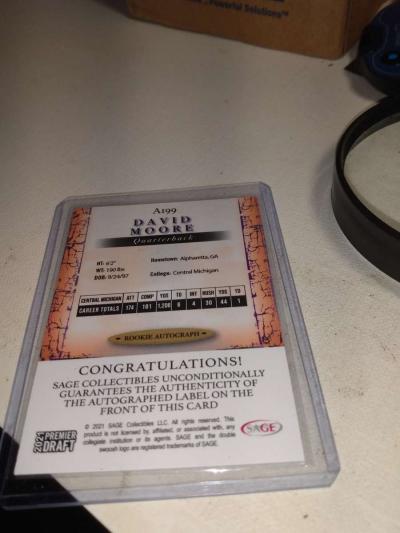 Powerful Solutions™
A199
DAVID
MOORE
Quarterback
HT: 6'2"
WT: 190 lbs
DOB: 9/24/97
Hometown: Alpharetta, GA
College: Central Michigan
CENTRAL MICHIGAN ATT COMP YDS TD INT RUSH YDS TD
CAREER TOTALS 174 101 1,206 8 4 30 44 1
ROOKIE AUTOGRAPH
CONGRATULATIONS!
SAGE COLLECTIBLES UNCONDITIONALLY
GUARANTEES THE AUTHENTICITY OF
THE AUTOGRAPHED LABEL ON THE
FRONT OF THIS CARD
© 2021 SAGE Collectibles LLC. All rights reserved. This
product is not licensed by, affiliated, or associated with, any
collegiate institution or its agents. SAGE and the double
swoosh logo are registered trademarks of SAGE.
2021 PREMIER
DRAFT
SAGE